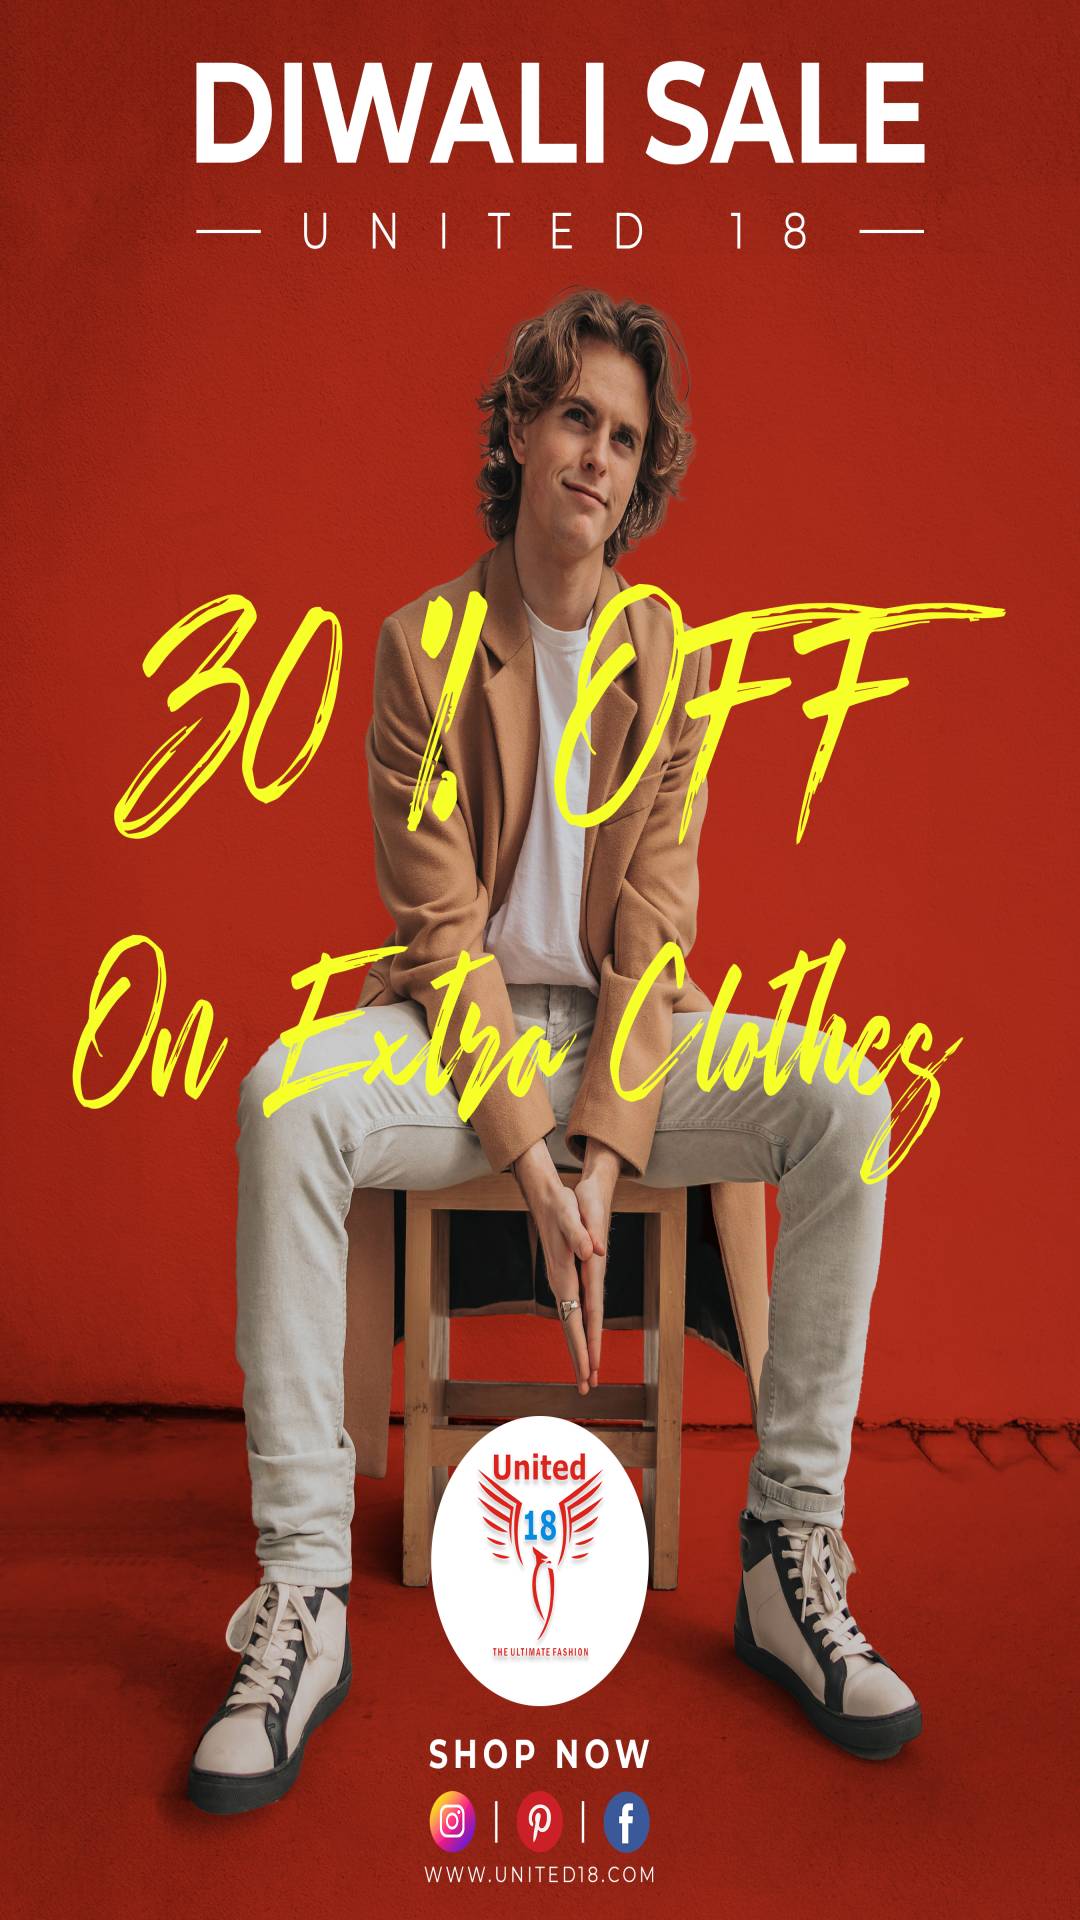 DIWALI SALE
UNITED 18
30 % OFF
On Extra Clothes
United
18
THE ULTIMATE FASHION
SHOP NOW
WWW.UNITED18.COM